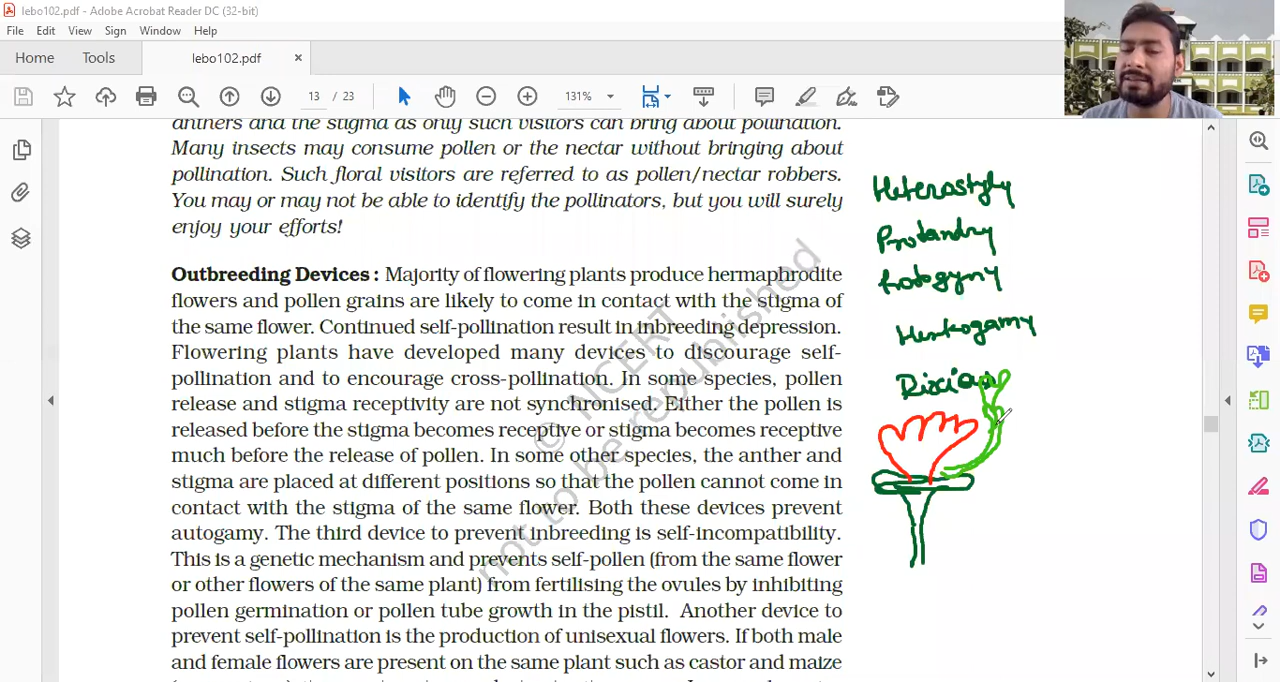 lebo102.pdf - Adobe Acrobat Reader DC (32-bit)
File Edit View Sign Window Help
Home Tools lebo102.pdf ×
13 / 23 131%
anthers and the stigma as only such visitors can bring about pollination.
Many insects may consume pollen or the nectar without bringing about
pollination. Such floral visitors are referred to as pollen/nectar robbers.
You may or may not be able to identify the pollinators, but you will surely
enjoy your efforts!
Outbreeding Devices : Majority of flowering plants produce hermaphrodite
flowers and pollen grains are likely to come in contact with the stigma of
the same flower. Continued self-pollination result in inbreeding depression.
Flowering plants have developed many devices to discourage self-
pollination and to encourage cross-pollination. In some species, pollen
release and stigma receptivity are not synchronised. Either the pollen is
released before the stigma becomes receptive or stigma becomes receptive
much before the release of pollen. In some other species, the anther and
stigma are placed at different positions so that the pollen cannot come in
contact with the stigma of the same flower. Both these devices prevent
autogamy. The third device to prevent inbreeding is self-incompatibility.
This is a genetic mechanism and prevents self-pollen (from the same flower
or other flowers of the same plant) from fertilising the ovules by inhibiting
pollen germination or pollen tube growth in the pistil. Another device to
prevent self-pollination is the production of unisexual flowers. If both male
and female flowers are present on the same plant such as castor and maize
© NCERT
not to be republished
Heterostyly
Protandry
Protogyny
Herkogamy